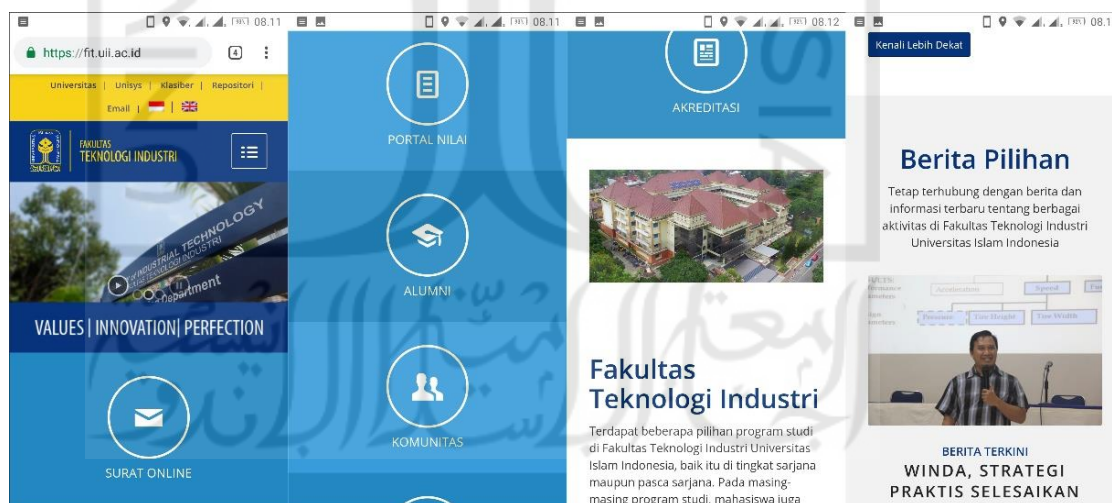 08.11
https://fit.uii.ac.id
4
Universitas | Unisys | Klasiber | Repositori |
Email |
FAKULTAS
TEKNOLOGI INDUSTRI
INDUSTRIAL TECHNOLOGY
Department
VALUES | INNOVATION| PERFECTION
SURAT ONLINE
08.11
PORTAL NILAI
ALUMNI
KOMUNITAS
08.12
AKREDITASI
Fakultas
Teknologi Industri
Terdapat beberapa pilihan program studi
di Fakultas Teknologi Industri Universitas
Islam Indonesia, baik itu di tingkat sarjana
maupun pasca sarjana. Pada masing-
masing program studi, mahasiswa juga
08.1
Kenali Lebih Dekat
Berita Pilihan
Tetap terhubung dengan berita dan
informasi terbaru tentang berbagai
aktivitas di Fakultas Teknologi Industri
Universitas Islam Indonesia
Acceleration
Speed
Pressure
Tire Height
Tire Width
BERITA TERKINI
WINDA, STRATEGI
PRAKTIS SELESAIKAN